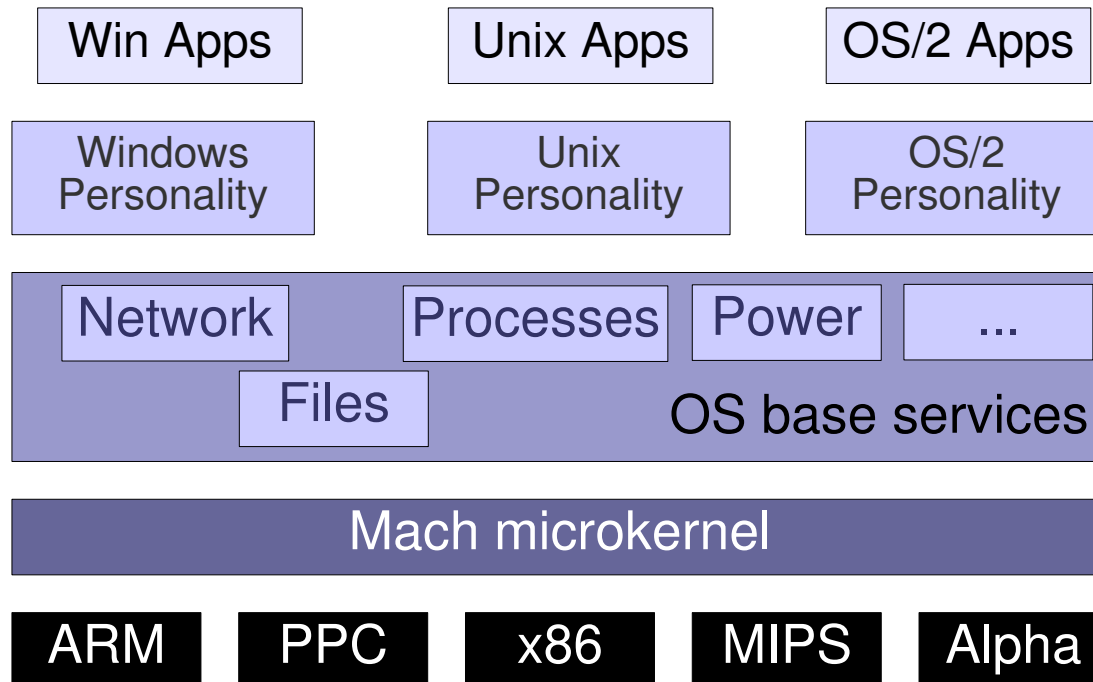 Win Apps
Unix Apps
OS/2 Apps
Windows
Personality
Unix
Personality
OS/2
Personality
Network
Processes
Power
...
Files
OS base services
Mach microkernel
ARM
PPC
x86
MIPS
Alpha